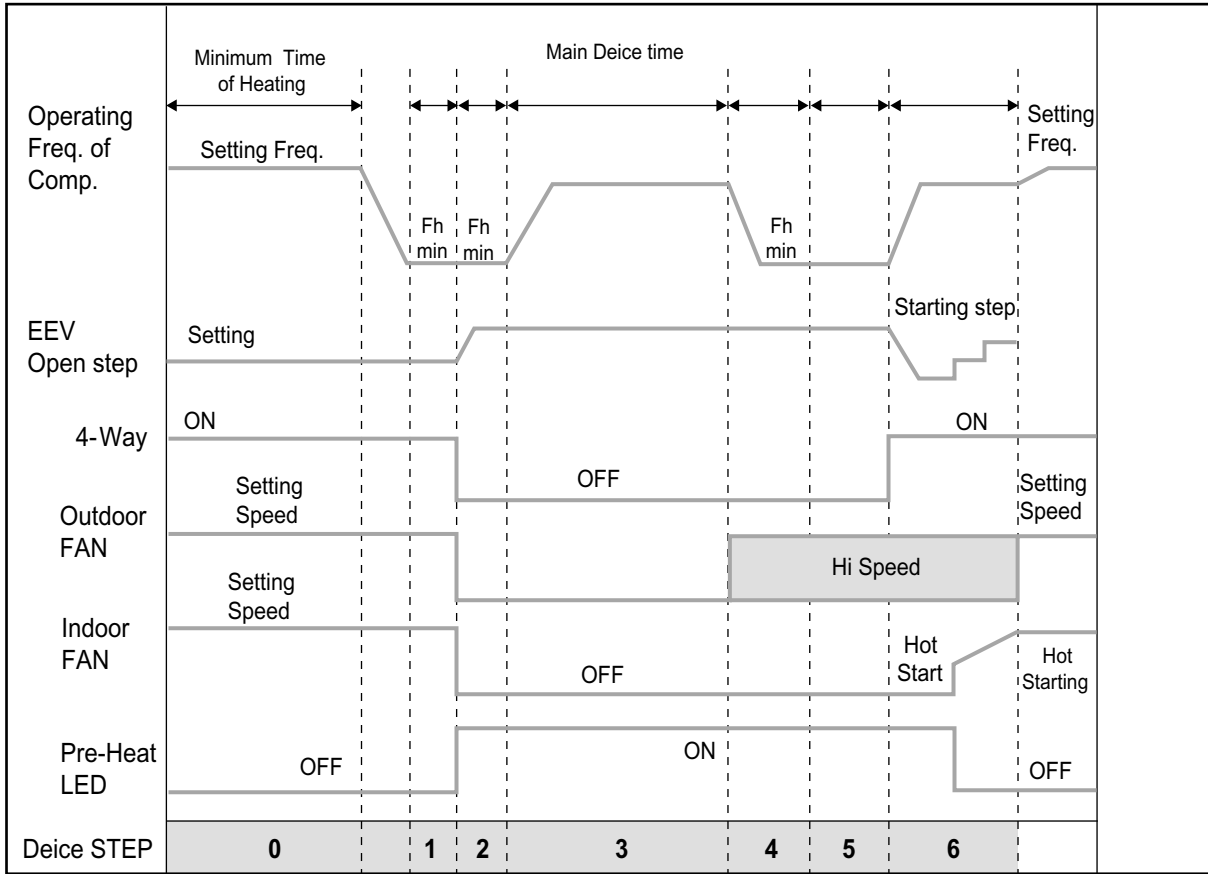 Minimum Time
of Heating
Main Deice time
Operating
Freq. of
Comp.
Setting Freq.
Fh
min
Fh
min
Fh
min
Setting
Freq.
EEV
Open step
Setting
Starting step
4-Way
ON
OFF
ON
Outdoor
FAN
Setting
Speed
Hi Speed
Setting
Speed
Indoor
FAN
Setting
Speed
OFF
Hot
Start
Hot
Starting
Pre-Heat
LED
OFF
ON
OFF
Deice STEP 0 1 2 3 4 5 6